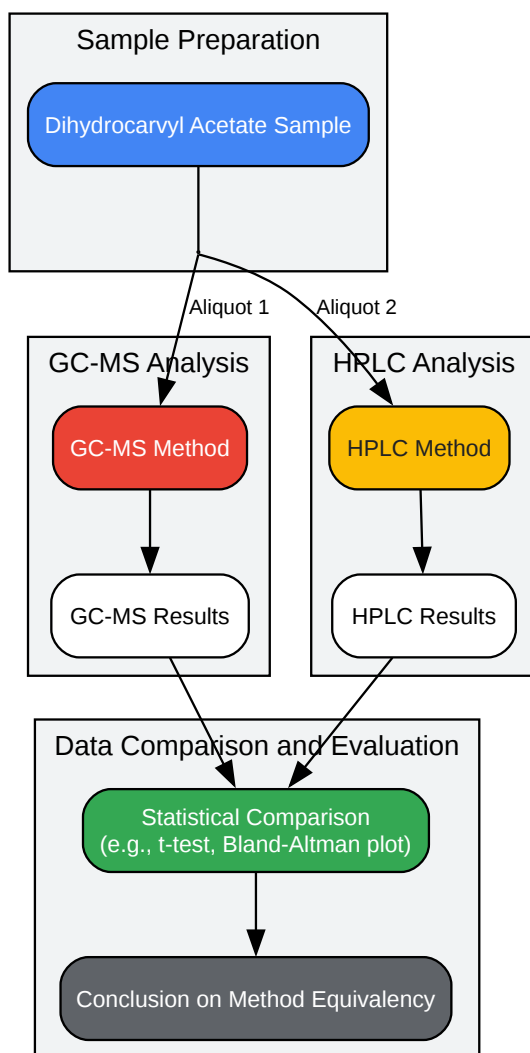 Sample Preparation
Dihydrocarvyl Acetate Sample
Aliquot 1
Aliquot 2
GC-MS Analysis
HPLC Analysis
GC-MS Method
HPLC Method
GC-MS Results
HPLC Results
Data Comparison and Evaluation
Statistical Comparison
(e.g., t-test, Bland-Altman plot)
Conclusion on Method Equivalency